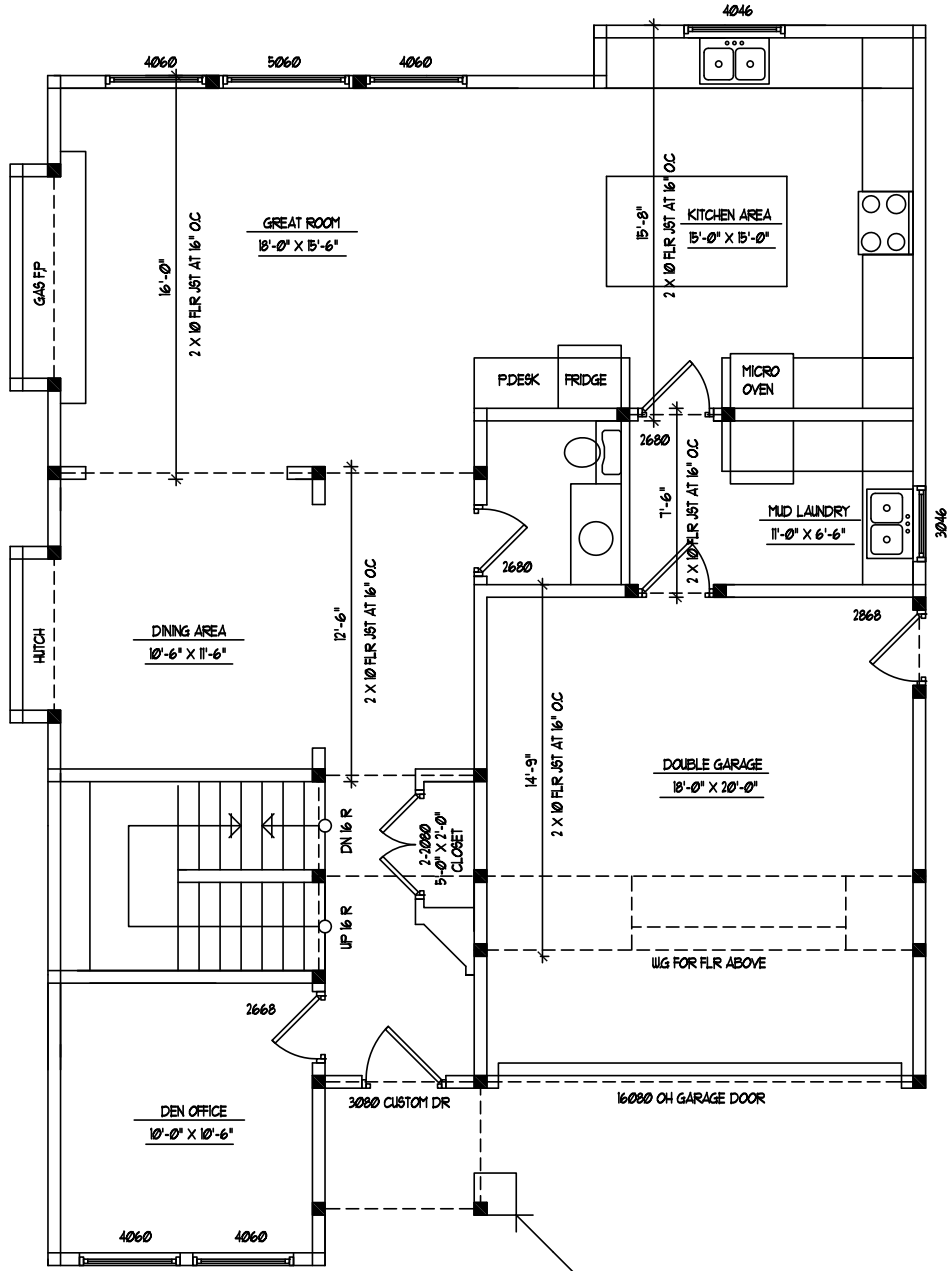 4046
4060
5060
4060
GREAT ROOM
18'-0" X 15'-6"
16'-0"
2 X 10 FLR JST AT 16" O.C
GAS F.P
15'-8"
2 X 10 FLR JST AT 16" O.C
KITCHEN AREA
15'-0" X 15'-0"
P.DESK
FRIDGE
MICRO
OVEN
2680
7'-6"
2 X 10 FLR JST AT 16" O.C
MUD LAUNDRY
11'-0" X 6'-6"
3046
2680
12'-6"
2 X 10 FLR JST AT 16" O.C
HUTCH
DINING AREA
10'-6" X 11'-6"
2868
14'-9"
2 X 10 FLR JST AT 16" O.C
DOUBLE GARAGE
18'-0" X 20'-0"
DN 16 R
UP 16 R
2-2080
5'-0" X 2'-0"
CLOSET
W.G FOR FLR ABOVE
2668
3080 CUSTOM DR
16080 OH GARAGE DOOR
DEN OFFICE
10'-0" X 10'-6"
4060
4060